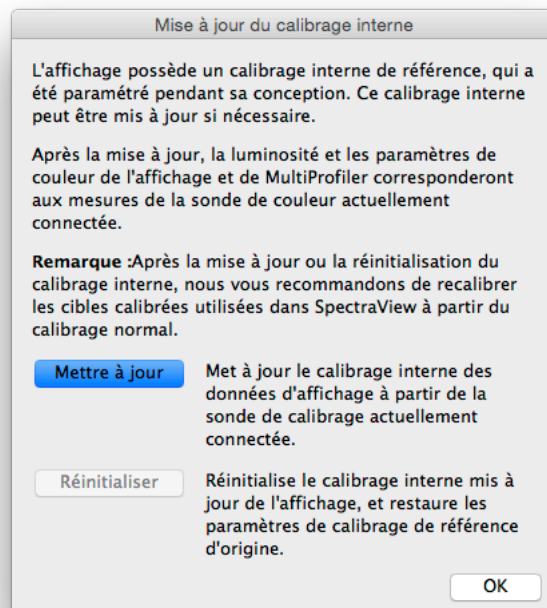 Mise à jour du calibrage interne
L'affichage possède un calibrage interne de référence, qui a
été paramétré pendant sa conception. Ce calibrage interne
peut être mis à jour si nécessaire.
Après la mise à jour, la luminosité et les paramètres de
couleur de l'affichage et de MultiProfiler corresponderont
aux mesures de la sonde de couleur actuellement
connectée.
Remarque :Après la mise à jour ou la réinitialisation du
calibrage interne, nous vous recommandons de recalibrer
les cibles calibrées utilisées dans SpectraView à partir du
calibrage normal.
Mettre à jour
Met à jour le calibrage interne des
données d'affichage à partir de la
sonde de calibrage actuellement
connectée.
Réinitialiser
Réinitialise le calibrage interne mis à
jour de l'affichage, et restaure les
paramètres de calibrage de référence
d'origine.
OK